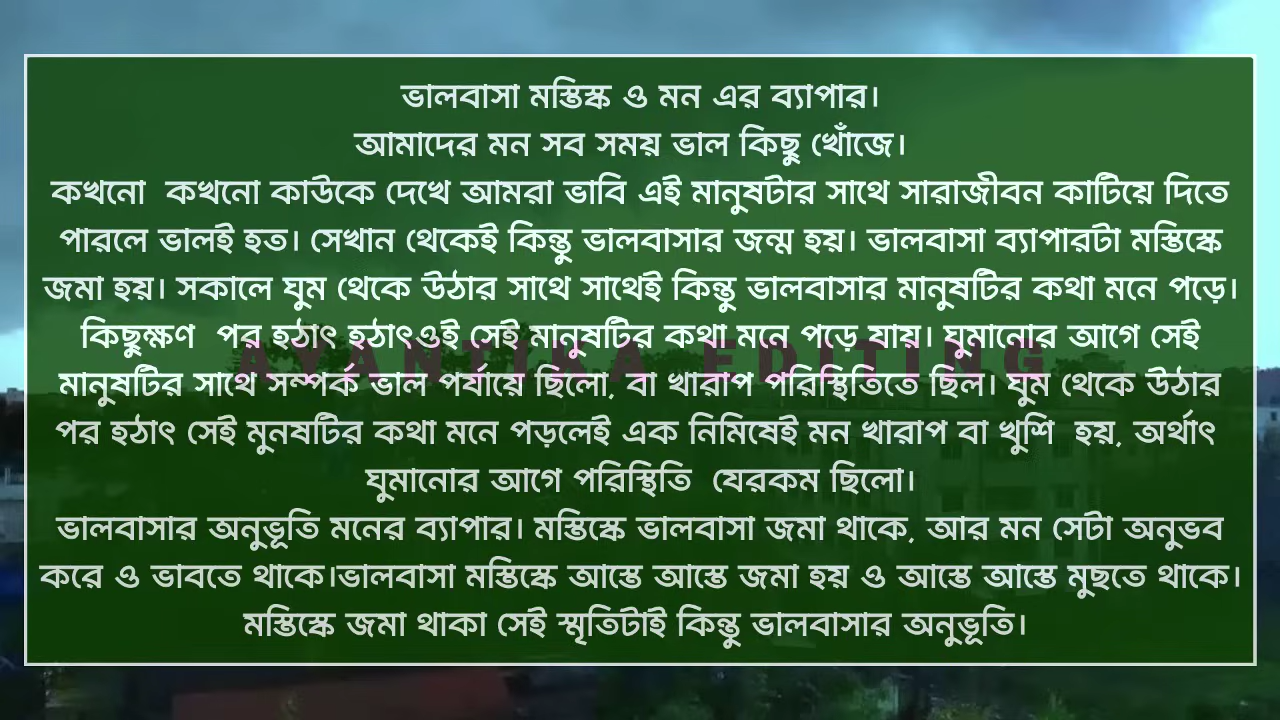 ভালবাসা মস্তিস্ক ও মন এর ব্যাপার।
আমাদের মন সব সময় ভাল কিছু খোঁজে।
কখনো কখনো কাউকে দেখে আমরা ভাবি এই মানুষটার সাথে সারাজীবন কাটিয়ে দিতে
পারলে ভালই হত। সেখান থেকেই কিন্তু ভালবাসার জন্ম হয়। ভালবাসা ব্যাপারটা মস্তিস্কে
জমা হয়। সকালে ঘুম থেকে উঠার সাথে সাথেই কিন্তু ভালবাসার মানুষটির কথা মনে পড়ে।
কিছুক্ষণ পর হঠাৎ হঠাৎওই সেই মানুষটির কথা মনে পড়ে যায়। ঘুমানোর আগে সেই
AYANTIKA EDITING
মানুষটির সাথে সম্পর্ক ভাল পর্যায়ে ছিলো, বা খারাপ পরিস্থিতিতে ছিল। ঘুম থেকে উঠার
পর হঠাৎ সেই মুনষটির কথা মনে পড়লেই এক নিমিষেই মন খারাপ বা খুশি হয়, অর্থাৎ
ঘুমানোর আগে পরিস্থিতি যেরকম ছিলো।
ভালবাসার অনুভূতি মনের ব্যাপার। মস্তিস্কে ভালবাসা জমা থাকে, আর মন সেটা অনুভব
করে ও ভাবতে থাকে।ভালবাসা মস্তিস্কে আস্তে আস্তে জমা হয় ও আস্তে আস্তে মুছতে থাকে।
মস্তিস্কে জমা থাকা সেই স্মৃতিটাই কিন্তু ভালবাসার অনুভূতি।